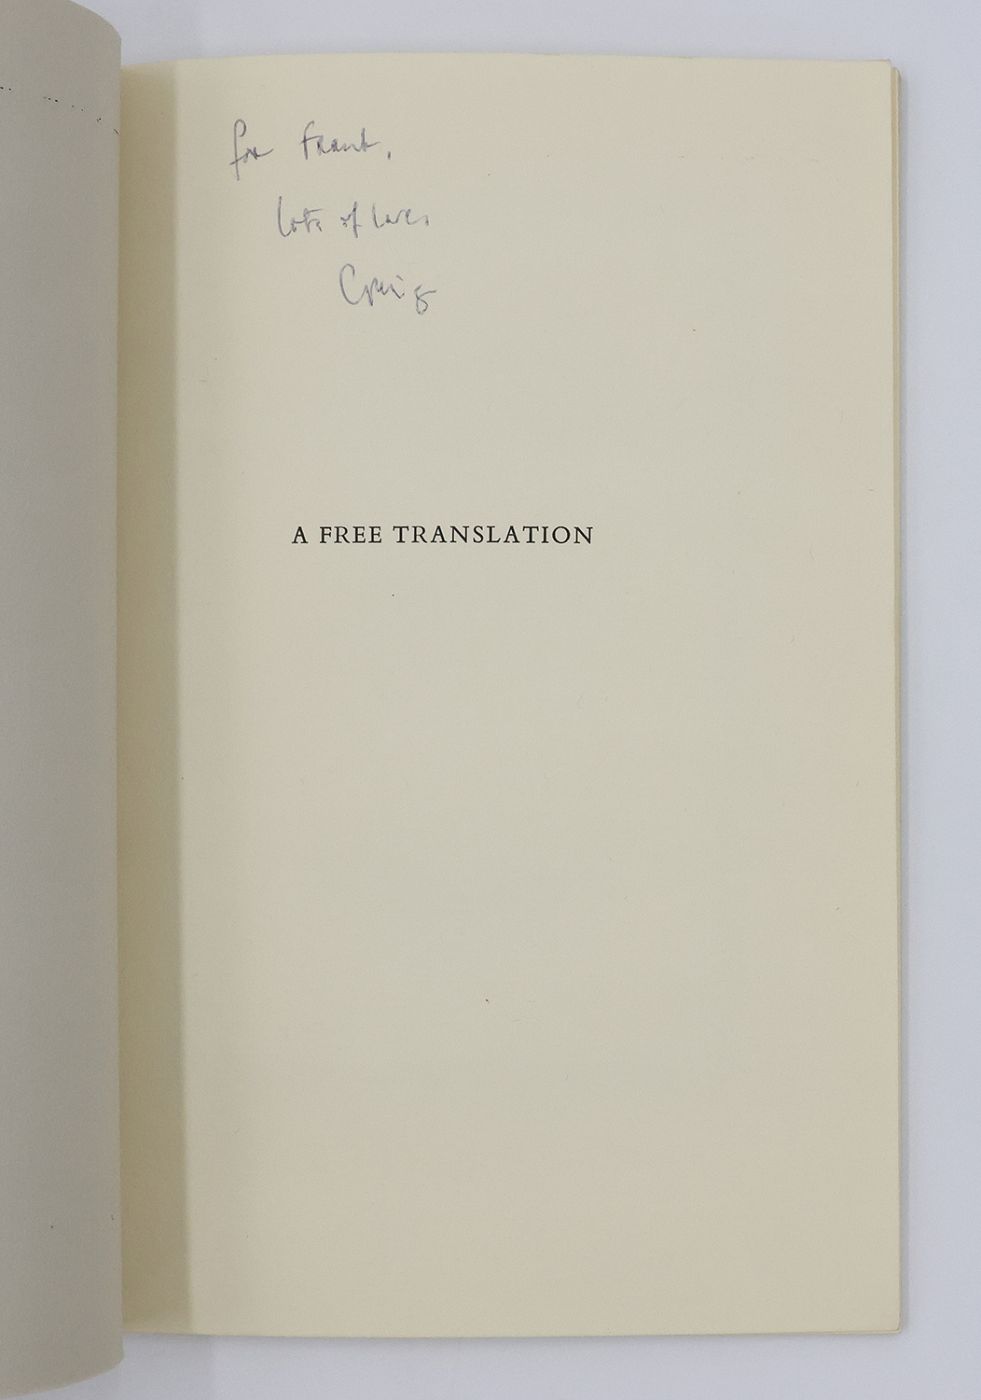 for Frank,
lots of love,
Craig
A FREE TRANSLATION